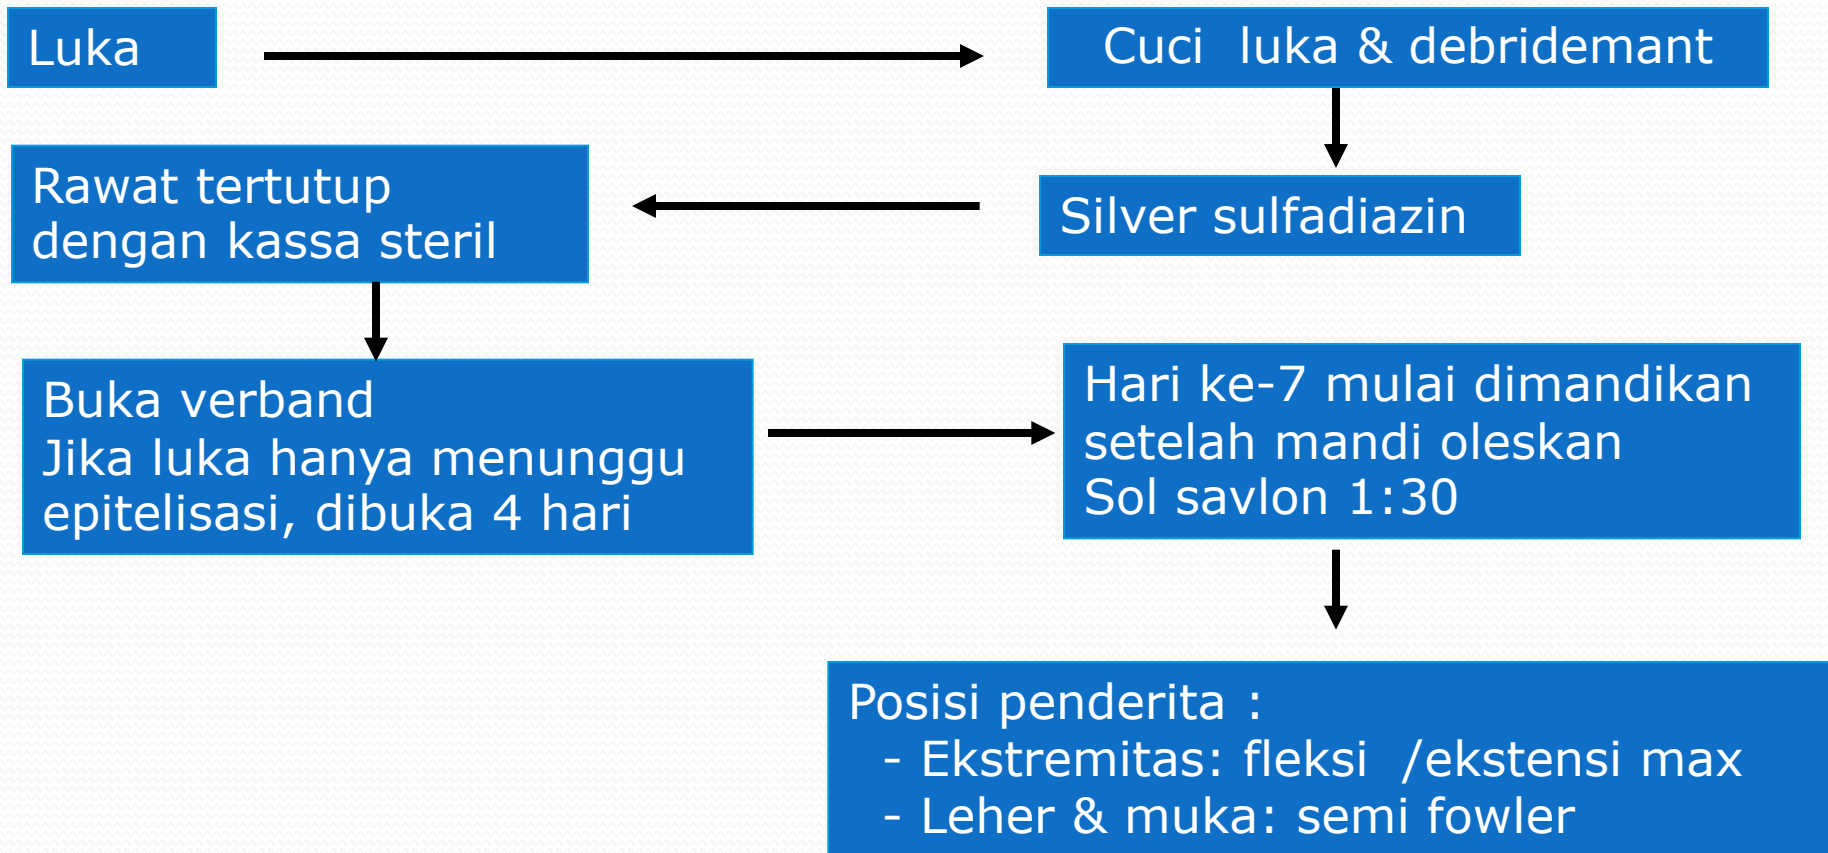 Luka
Cuci luka & debridemant
Silver sulfadiazin
Rawat tertutup
dengan kassa steril
Buka verband
Jika luka hanya menunggu
epitelisasi, dibuka 4 hari
Hari ke-7 mulai dimandikan
setelah mandi oleskan
Sol savlon 1:30
Posisi penderita :
- Ekstremitas: fleksi /ekstensi max
- Leher & muka: semi fowler